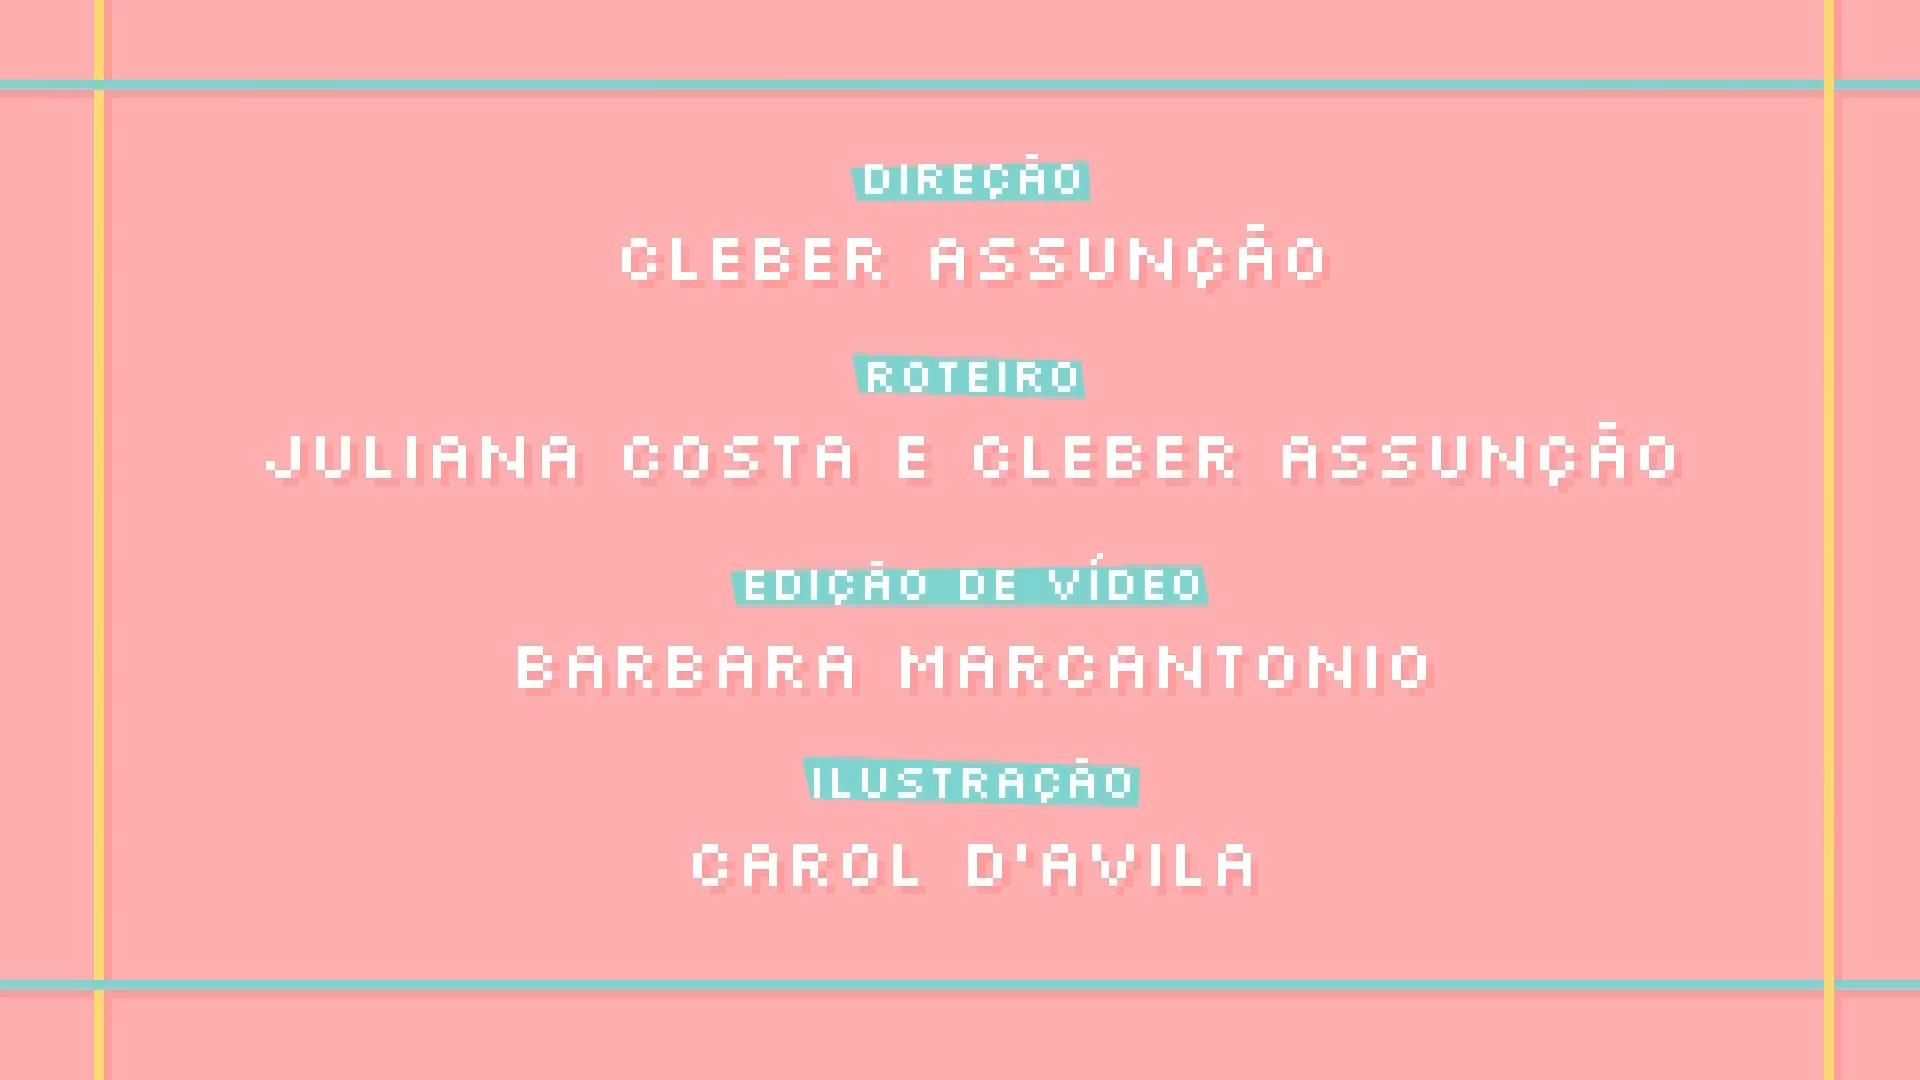 DIREÇÃO
CLEBER ASSUNÇÃO
ROTEIRO
JULIANA COSTA E CLEBER ASSUNÇÃO
EDIÇÃO DE VÍDEO
BARBARA MARCANTONIO
ILUSTRAÇÃO
CAROL D'AVILA